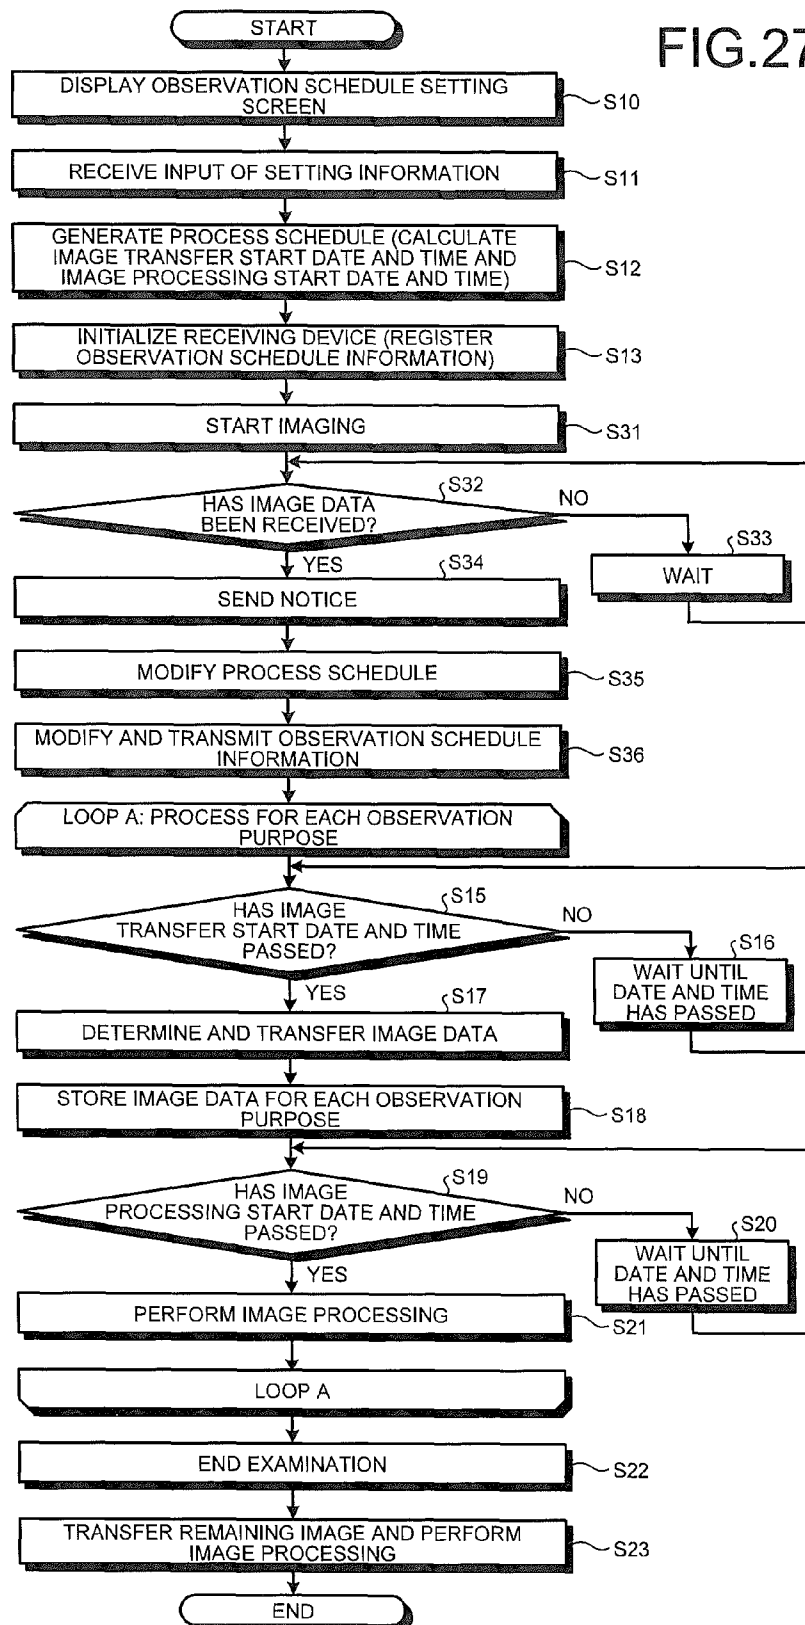 START
FIG.27
DISPLAY OBSERVATION SCHEDULE SETTING
SCREEN
S10
RECEIVE INPUT OF SETTING INFORMATION
S11
GENERATE PROCESS SCHEDULE (CALCULATE
IMAGE TRANSFER START DATE AND TIME AND
IMAGE PROCESSING START DATE AND TIME)
S12
INITIALIZE RECEIVING DEVICE (REGISTER
OBSERVATION SCHEDULE INFORMATION)
S13
START IMAGING
S31
S32
HAS IMAGE DATA
BEEN RECEIVED?
NO
S33
WAIT
YES
S34
SEND NOTICE
MODIFY PROCESS SCHEDULE
S35
MODIFY AND TRANSMIT OBSERVATION SCHEDULE
INFORMATION
S36
LOOP A: PROCESS FOR EACH OBSERVATION
PURPOSE
S15
HAS IMAGE
TRANSFER START DATE AND TIME
PASSED?
NO
S16
WAIT UNTIL
DATE AND TIME
HAS PASSED
YES
S17
DETERMINE AND TRANSFER IMAGE DATA
STORE IMAGE DATA FOR EACH OBSERVATION
PURPOSE
S18
S19
HAS IMAGE
PROCESSING START DATE AND TIME
PASSED?
NO
S20
WAIT UNTIL
DATE AND TIME
HAS PASSED
YES
PERFORM IMAGE PROCESSING
S21
LOOP A
END EXAMINATION
S22
TRANSFER REMAINING IMAGE AND PERFORM
IMAGE PROCESSING
S23
END